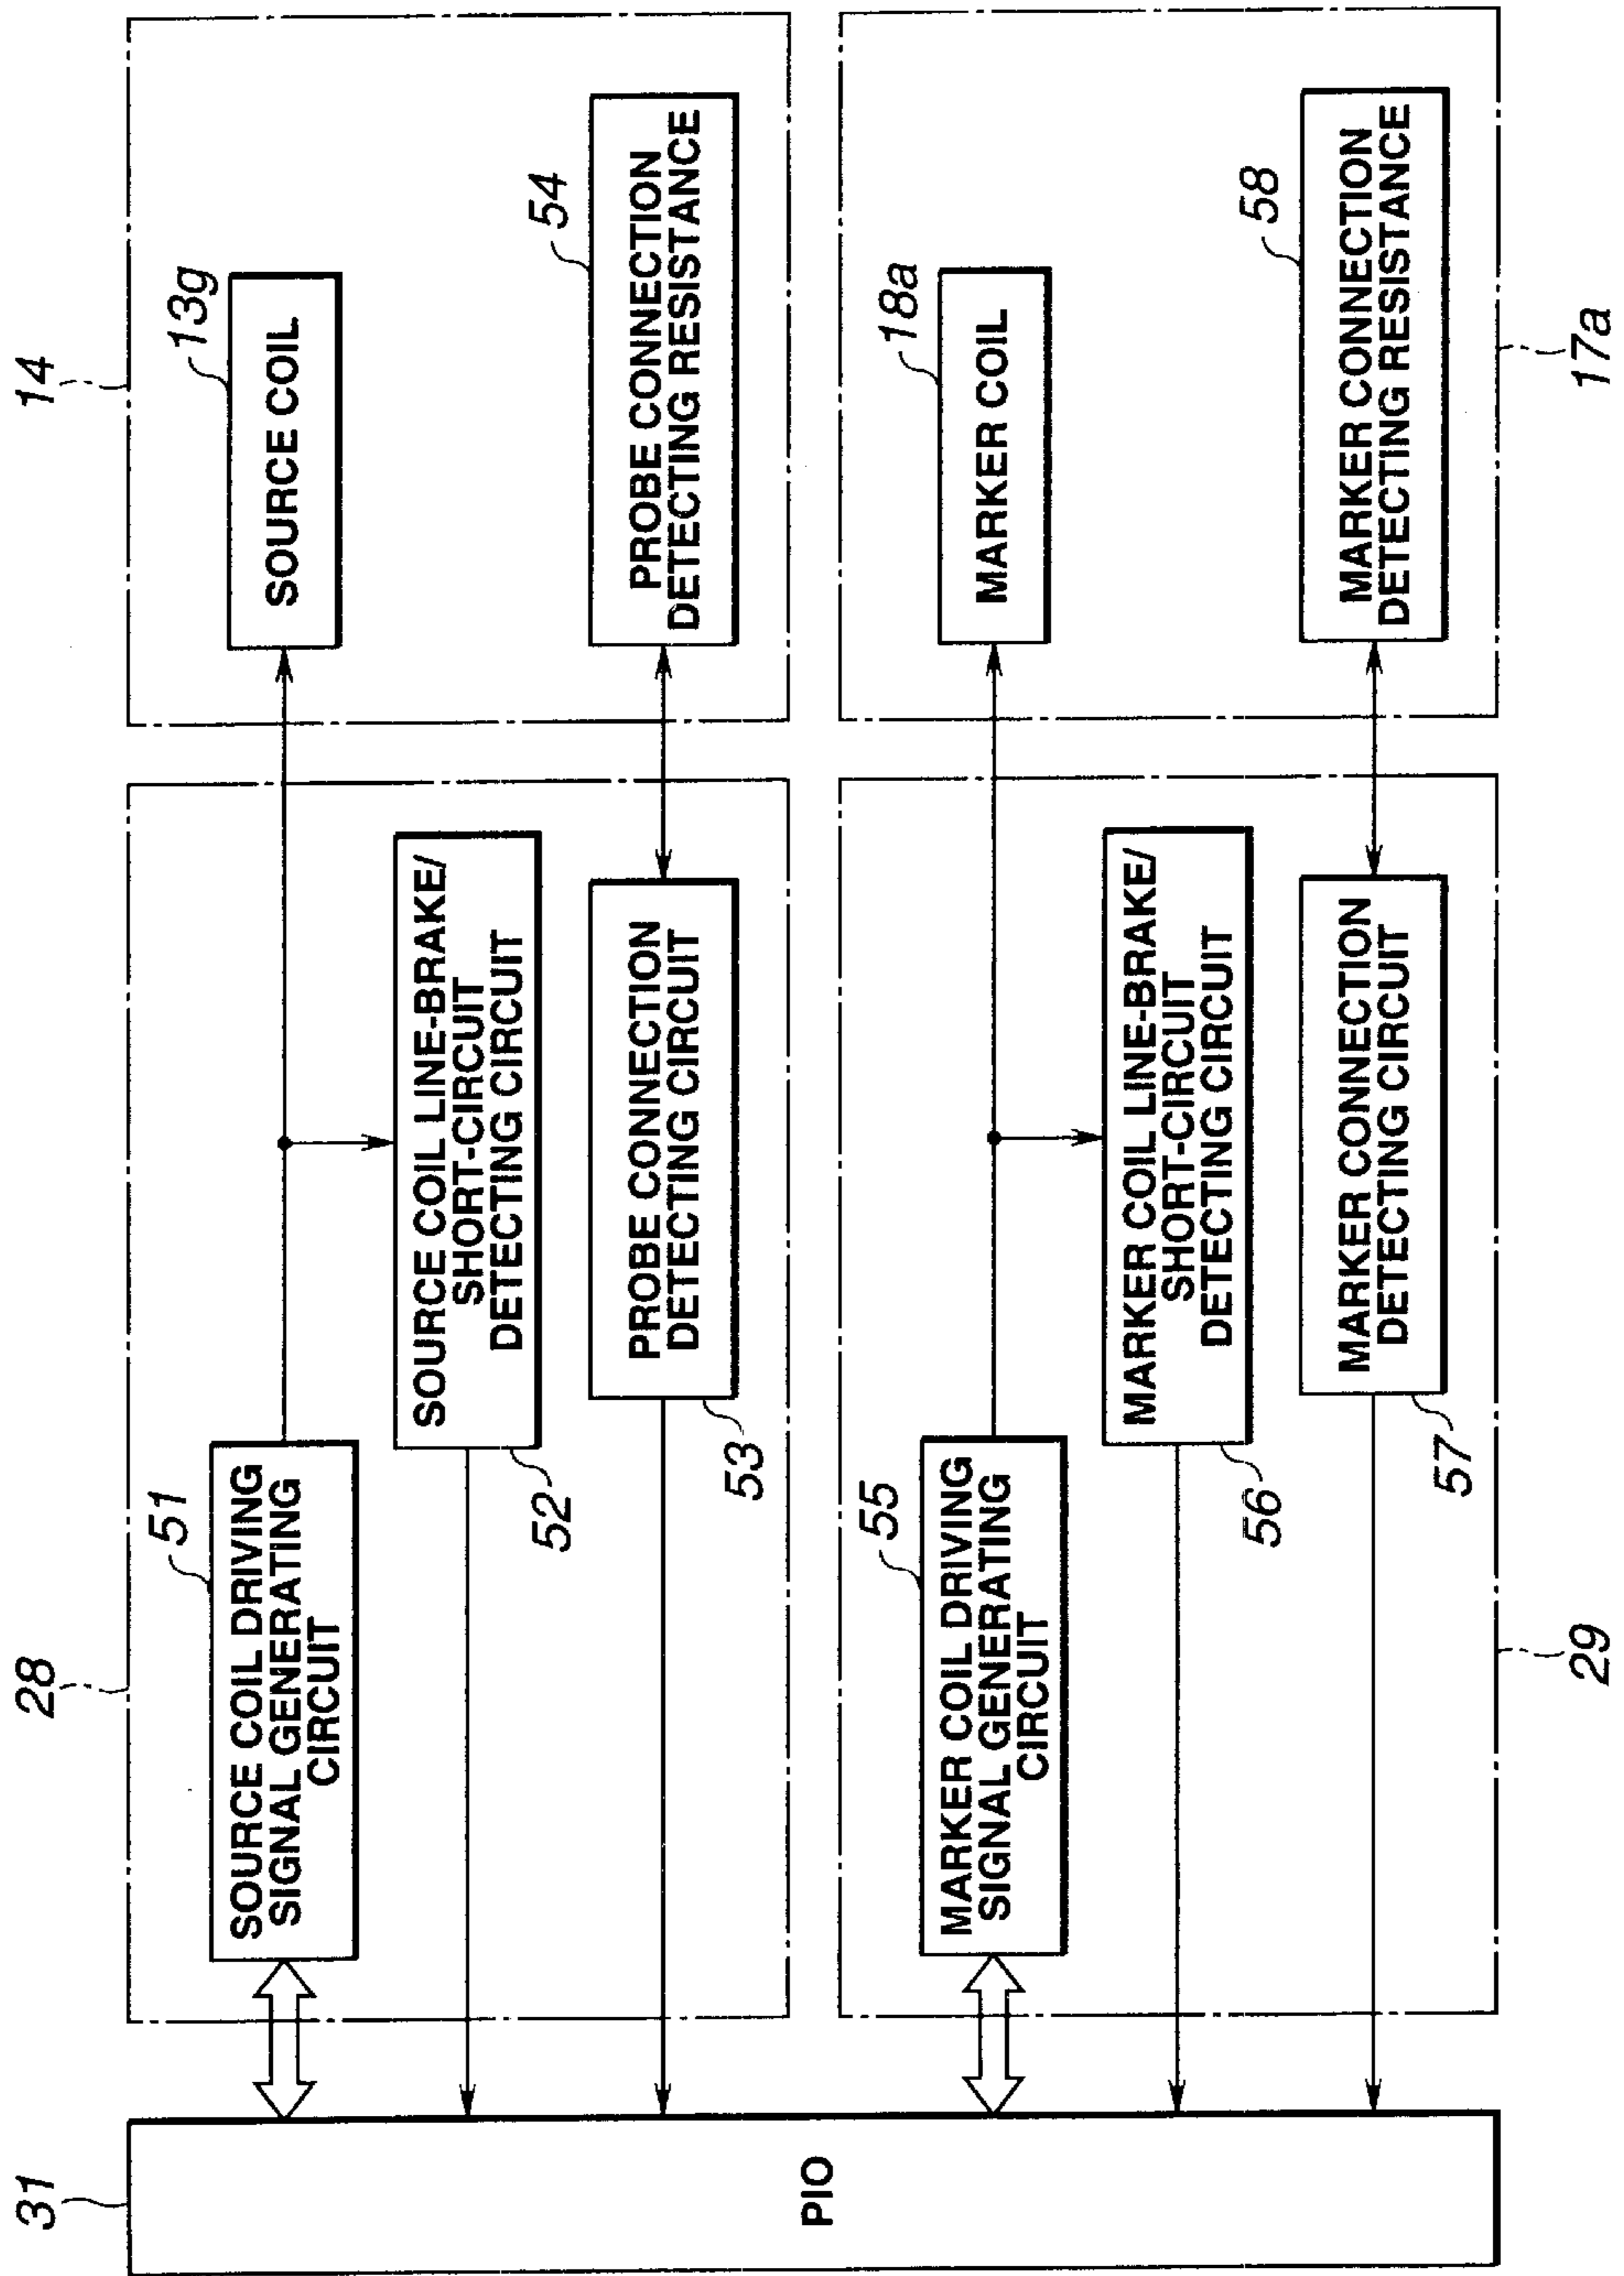 31
PIO
28
51
SOURCE COIL DRIVING
SIGNAL GENERATING
CIRCUIT
SOURCE COIL LINE-BRAKE/
SHORT-CIRCUIT
DETECTING CIRCUIT
52
PROBE CONNECTION
DETECTING CIRCUIT
53
14
13g
SOURCE COIL
54
PROBE CONNECTION
DETECTING RESISTANCE
55
MARKER COIL DRIVING
SIGNAL GENERATING
CIRCUIT
MARKER COIL LINE-BRAKE/
SHORT-CIRCUIT
DETECTING CIRCUIT
56
MARKER CONNECTION
DETECTING CIRCUIT
57
29
18a
MARKER COIL
58
MARKER CONNECTION
DETECTING RESISTANCE
17a